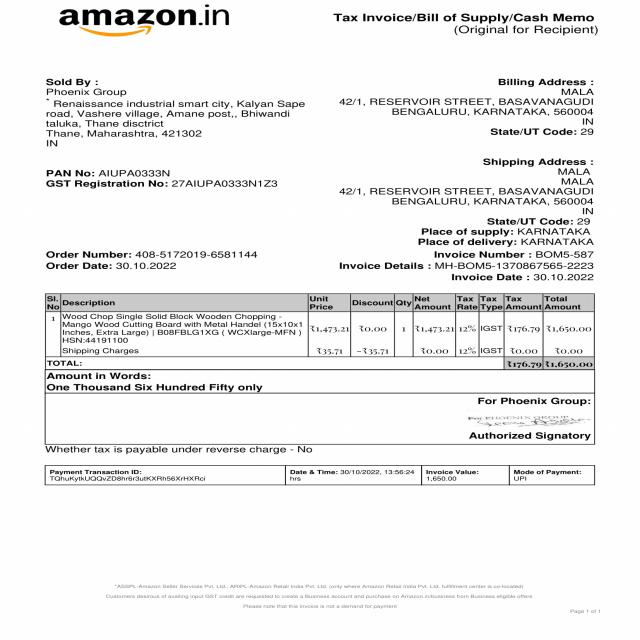 amazon.in
Tax Invoice/Bill of Supply/Cash Memo
(Original for Recipient)
Sold By :
Phoenix Group
* Renaissance industrial smart city, Kalyan Sape
road, Vashere village, Amane post,, Bhiwandi
taluka, Thane disctrict
Thane, Maharashtra, 421302
IN
Billing Address :
MALA
42/1, RESERVOIR STREET, BASAVANAGUDI
BENGALURU, KARNATAKA, 560004
IN
State/UT Code: 29
PAN No: AIUPA0333N
GST Registration No: 27AIUPA0333N1Z3
Shipping Address :
MALA
MALA
42/1, RESERVOIR STREET, BASAVANAGUDI
BENGALURU, KARNATAKA, 560004
IN
State/UT Code: 29
Place of supply: KARNATAKA
Place of delivery: KARNATAKA
Order Number: 408-5172019-6581144
Order Date: 30.10.2022
Invoice Number : BOM5-587
Invoice Details : MH-BOM5-1370867565-2223
Invoice Date : 30.10.2022
Sl. No Description Unit Price Discount Qty Net Amount Tax Rate Tax Type Tax Amount Total Amount
1 Wood Chop Single Solid Block Wooden Chopping -
Mango Wood Cutting Board with Metal Handel (15x10x1
Inches, Extra Large) | B08FBLG1XG ( WCXlarge-MFN )
HSN:44191100
₹1,473.21 ₹0.00 1 ₹1,473.21 12% IGST ₹176.79 ₹1,650.00
Shipping Charges ₹35.71 -₹35.71 ₹0.00 12% IGST ₹0.00 ₹0.00
TOTAL: ₹176.79 ₹1,650.00
Amount in Words:
One Thousand Six Hundred Fifty only
For Phoenix Group:
For PHOENIX GROUP
Authorized Signatory
Whether tax is payable under reverse charge - No
Payment Transaction ID:
TQhuKytkUQQvZD8hr6r3utKXRh56XrHXRci
Date & Time: 30/10/2022, 13:56:24
hrs
Invoice Value:
1,650.00
Mode of Payment:
UPI
*ASSPL-Amazon Seller Services Pvt. Ltd., ARIPL-Amazon Retail India Pvt. Ltd. (only where Amazon Retail India Pvt. Ltd. fulfillment center is co-located)
Customers desirous of availing input GST credit are requested to create a Business account and purchase on Amazon.in/business from Business eligible offers
Please note that this invoice is not a demand for payment
Page 1 of 1